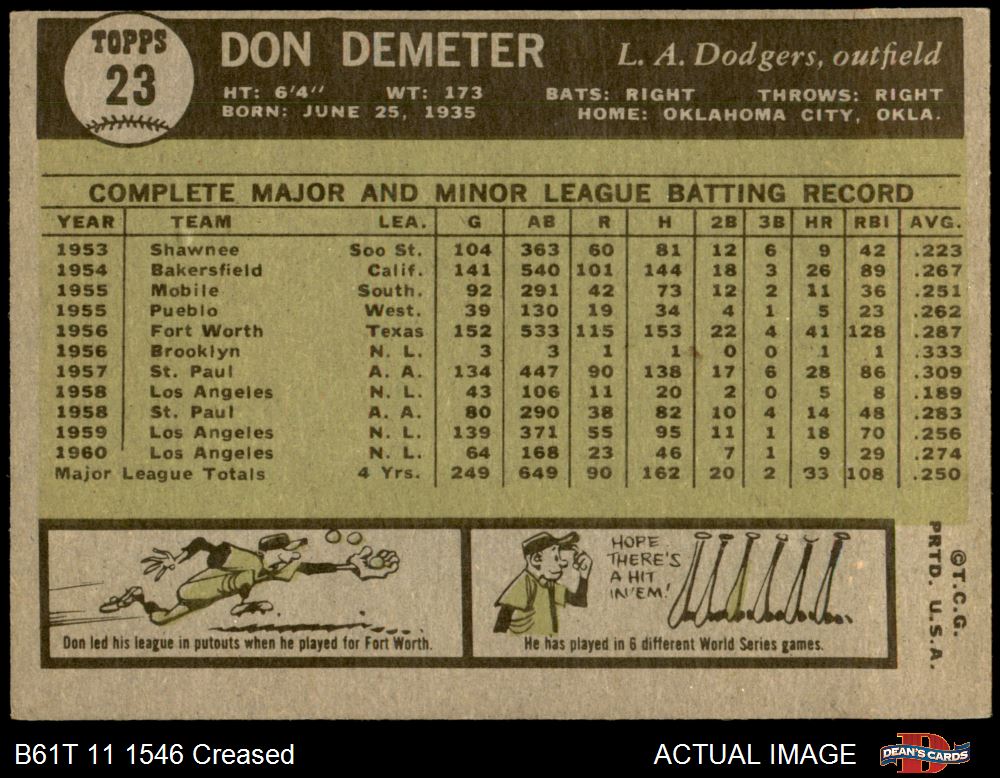 TOPPS
23
DON DEMETER
L. A. Dodgers, outfield
HT: 6'4" WT: 173 BATS: RIGHT THROWS: RIGHT
BORN: JUNE 25, 1935 HOME: OKLAHOMA CITY, OKLA.
COMPLETE MAJOR AND MINOR LEAGUE BATTING RECORD
YEAR TEAM LEA. G AB R H 2B 3B HR RBI AVG.
1953 Shawnee Soo St. 104 363 60 81 12 6 9 42 .223
1954 Bakersfield Calif. 141 540 101 144 18 3 26 89 .267
1955 Mobile South. 92 291 42 73 12 2 11 36 .251
1955 Pueblo West. 39 130 19 34 4 1 5 23 .262
1956 Fort Worth Texas 152 533 115 153 22 4 41 128 .287
1956 Brooklyn N. L. 3 3 1 1 0 0 1 1 .333
1957 St. Paul A. A. 134 447 90 138 17 6 28 86 .309
1958 Los Angeles N. L. 43 106 11 20 2 0 5 8 .189
1958 St. Paul A. A. 80 290 38 82 10 4 14 48 .283
1959 Los Angeles N. L. 139 371 55 95 11 1 18 70 .256
1960 Los Angeles N. L. 64 168 23 46 7 1 9 29 .274
Major League Totals 4 Yrs. 249 649 90 162 20 2 33 108 .250
Don led his league in putouts when he played for Fort Worth.
HOPE
THERE'S
A HIT
IN 'EM!
He has played in 6 different World Series games.
©T.C.G.
PRTD. U.S.A.
B61T 11 1546 Creased
ACTUAL IMAGE
D
DEAN'S CARDS